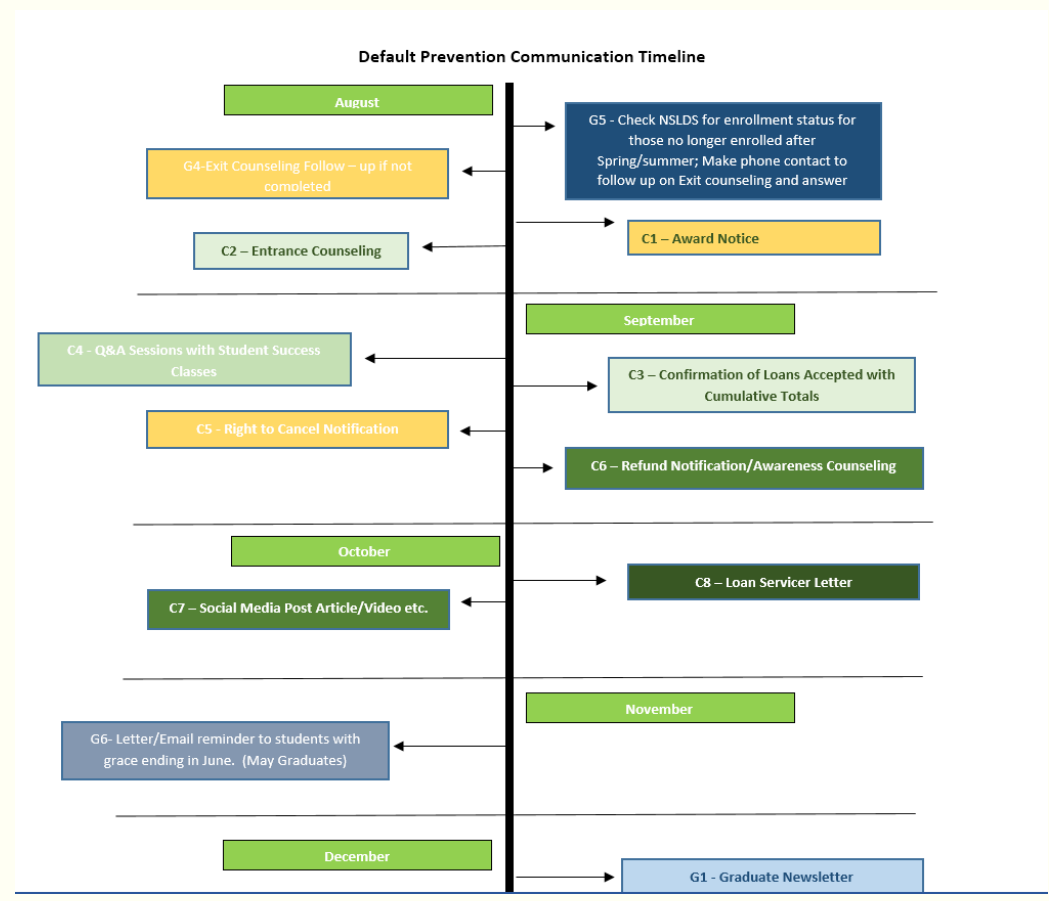 Default Prevention Communication Timeline
August
G5 - Check NSLDS for enrollment status for
those no longer enrolled after
Spring/summer; Make phone contact to
follow up on Exit counseling and answer
G4-Exit Counseling Follow – up if not
completed
C1 – Award Notice
C2 – Entrance Counseling
September
C4 - Q&A Sessions with Student Success
Classes
C3 – Confirmation of Loans Accepted with
Cumulative Totals
C5 - Right to Cancel Notification
C6 – Refund Notification/Awareness Counseling
October
C8 – Loan Servicer Letter
C7 – Social Media Post Article/Video etc.
November
G6- Letter/Email reminder to students with
grace ending in June.  (May Graduates)
December
G1 - Graduate Newsletter